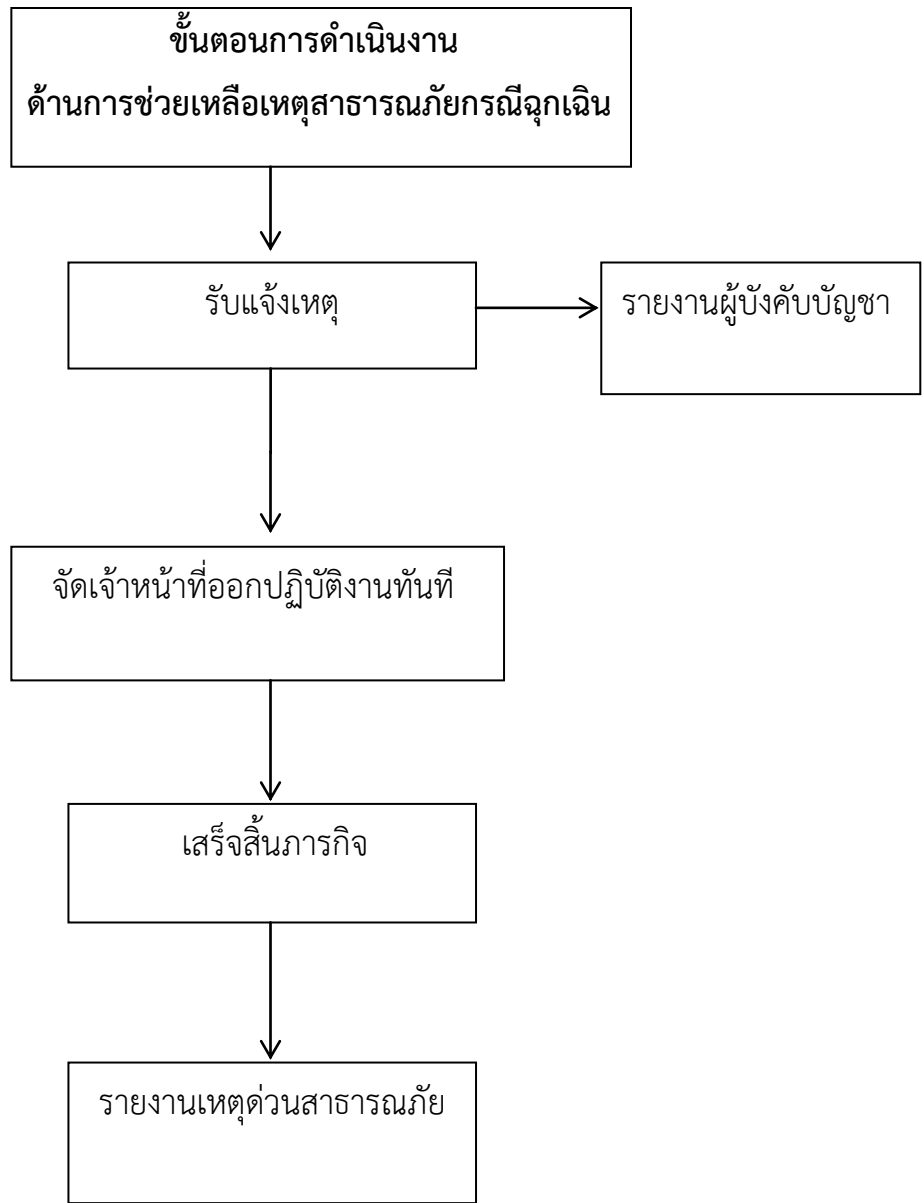 ขั้นตอนการดำเนินงาน
ด้านการช่วยเหลือเหตุสาธารณภัยกรณีฉุกเฉิน
รับแจ้งเหตุ
รายงานผู้บังคับบัญชา
จัดเจ้าหน้าที่ออกปฏิบัติงานทันที
เสร็จสิ้นภารกิจ
รายงานเหตุด่วนสาธารณภัย